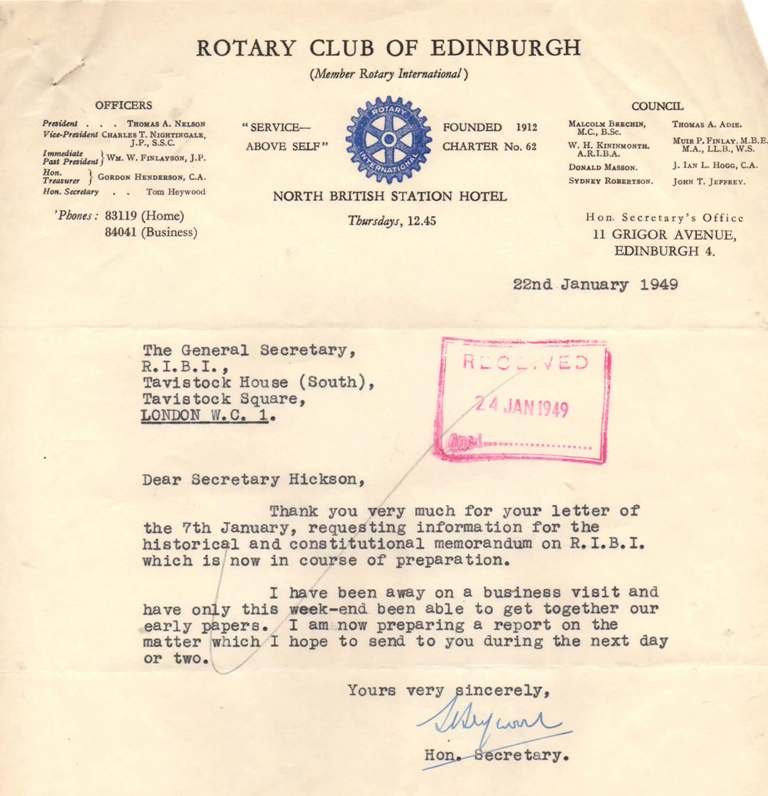 ROTARY CLUB OF EDINBURGH
(Member Rotary International)
OFFICERS
President . . . THOMAS A. NELSON
Vice-President CHARLES T. NIGHTINGALE,
J.P., S.S.C.
Immediate
Past President } WM. W. FINLAYSON, J.P.
Hon.
Treasurer } GORDON HENDERSON, C.A.
Hon. Secretary . . TOM HEYWOOD
'Phones: 83119 (Home)
84041 (Business)
"SERVICE—
ABOVE SELF"
ROTARY
INTERNATIONAL
FOUNDED 1912
CHARTER No. 62
NORTH BRITISH STATION HOTEL
Thursdays, 12.45
COUNCIL
MALCOLM BRECHIN,
M.C., B.Sc.
W. H. KININMONTH,
A.R.I.B.A.
DONALD MASSON.
SYDNEY ROBERTSON.
THOMAS A. ADIE.
MUIR P. FINLAY, M.B.E.
M.A., LL.B., W.S.
J. IAN L. HOGG, C.A.
JOHN T. JEFFREY.
Hon. Secretary's Office
11 GRIGOR AVENUE,
EDINBURGH 4.
22nd January 1949
The General Secretary,
R.I.B.I.,
Tavistock House (South),
Tavistock Square,
LONDON W.C. 1.
RECEIVED
24 JAN 1949
Ansd
Dear Secretary Hickson,
Thank you very much for your letter of
the 7th January, requesting information for the
historical and constitutional memorandum on R.I.B.I.
which is now in course of preparation.
I have been away on a business visit and
have only this week-end been able to get together our
early papers. I am now preparing a report on the
matter which I hope to send to you during the next day
or two.
Yours very sincerely,
Heywood
Hon. Secretary.